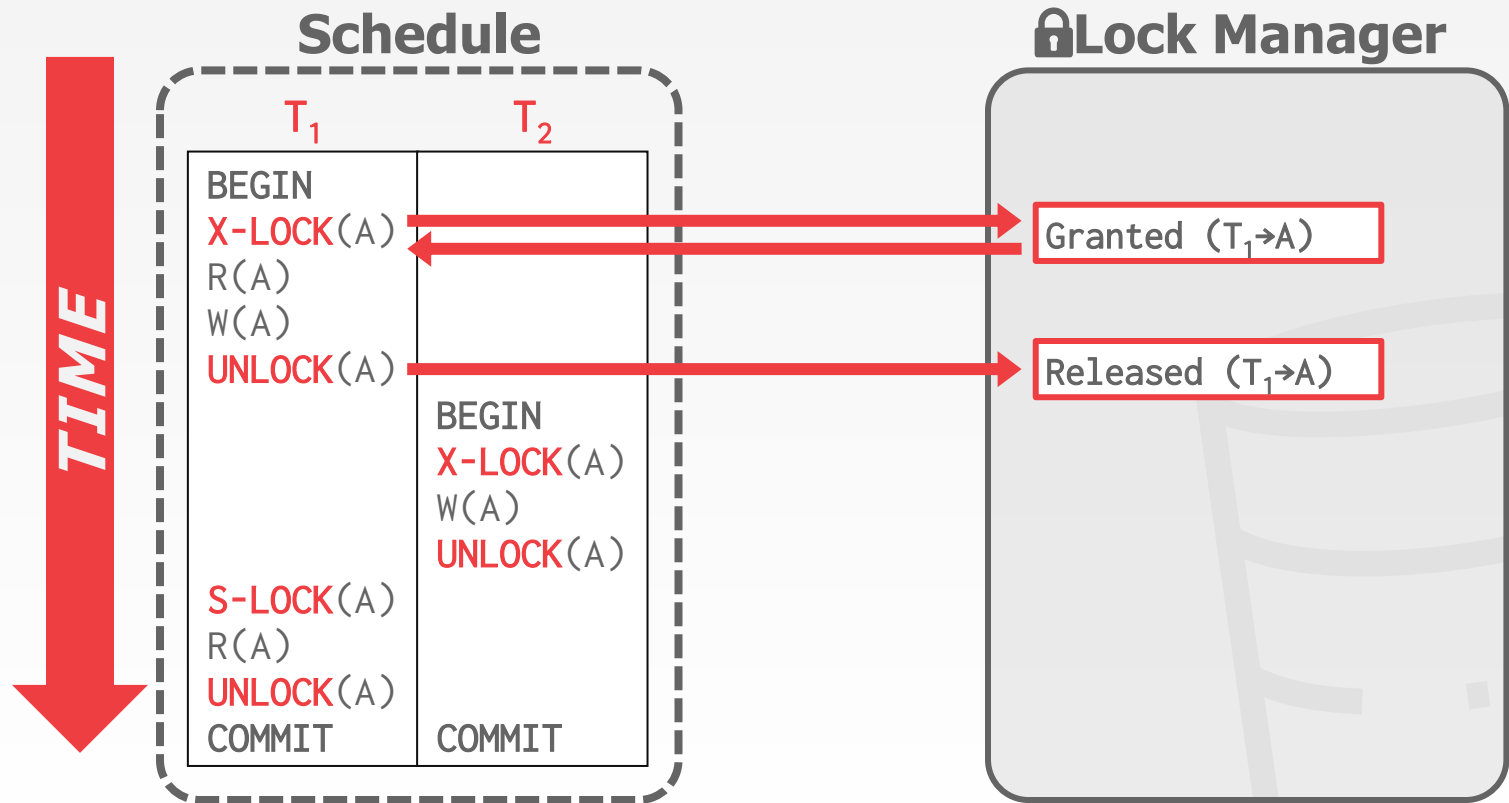 Schedule
Lock Manager
TIME
T₁ T₂
BEGIN
X-LOCK(A)
Granted (T₁→A)
R(A)
W(A)
UNLOCK(A)
Released (T₁→A)
BEGIN
X-LOCK(A)
W(A)
UNLOCK(A)
S-LOCK(A)
R(A)
UNLOCK(A)
COMMIT COMMIT